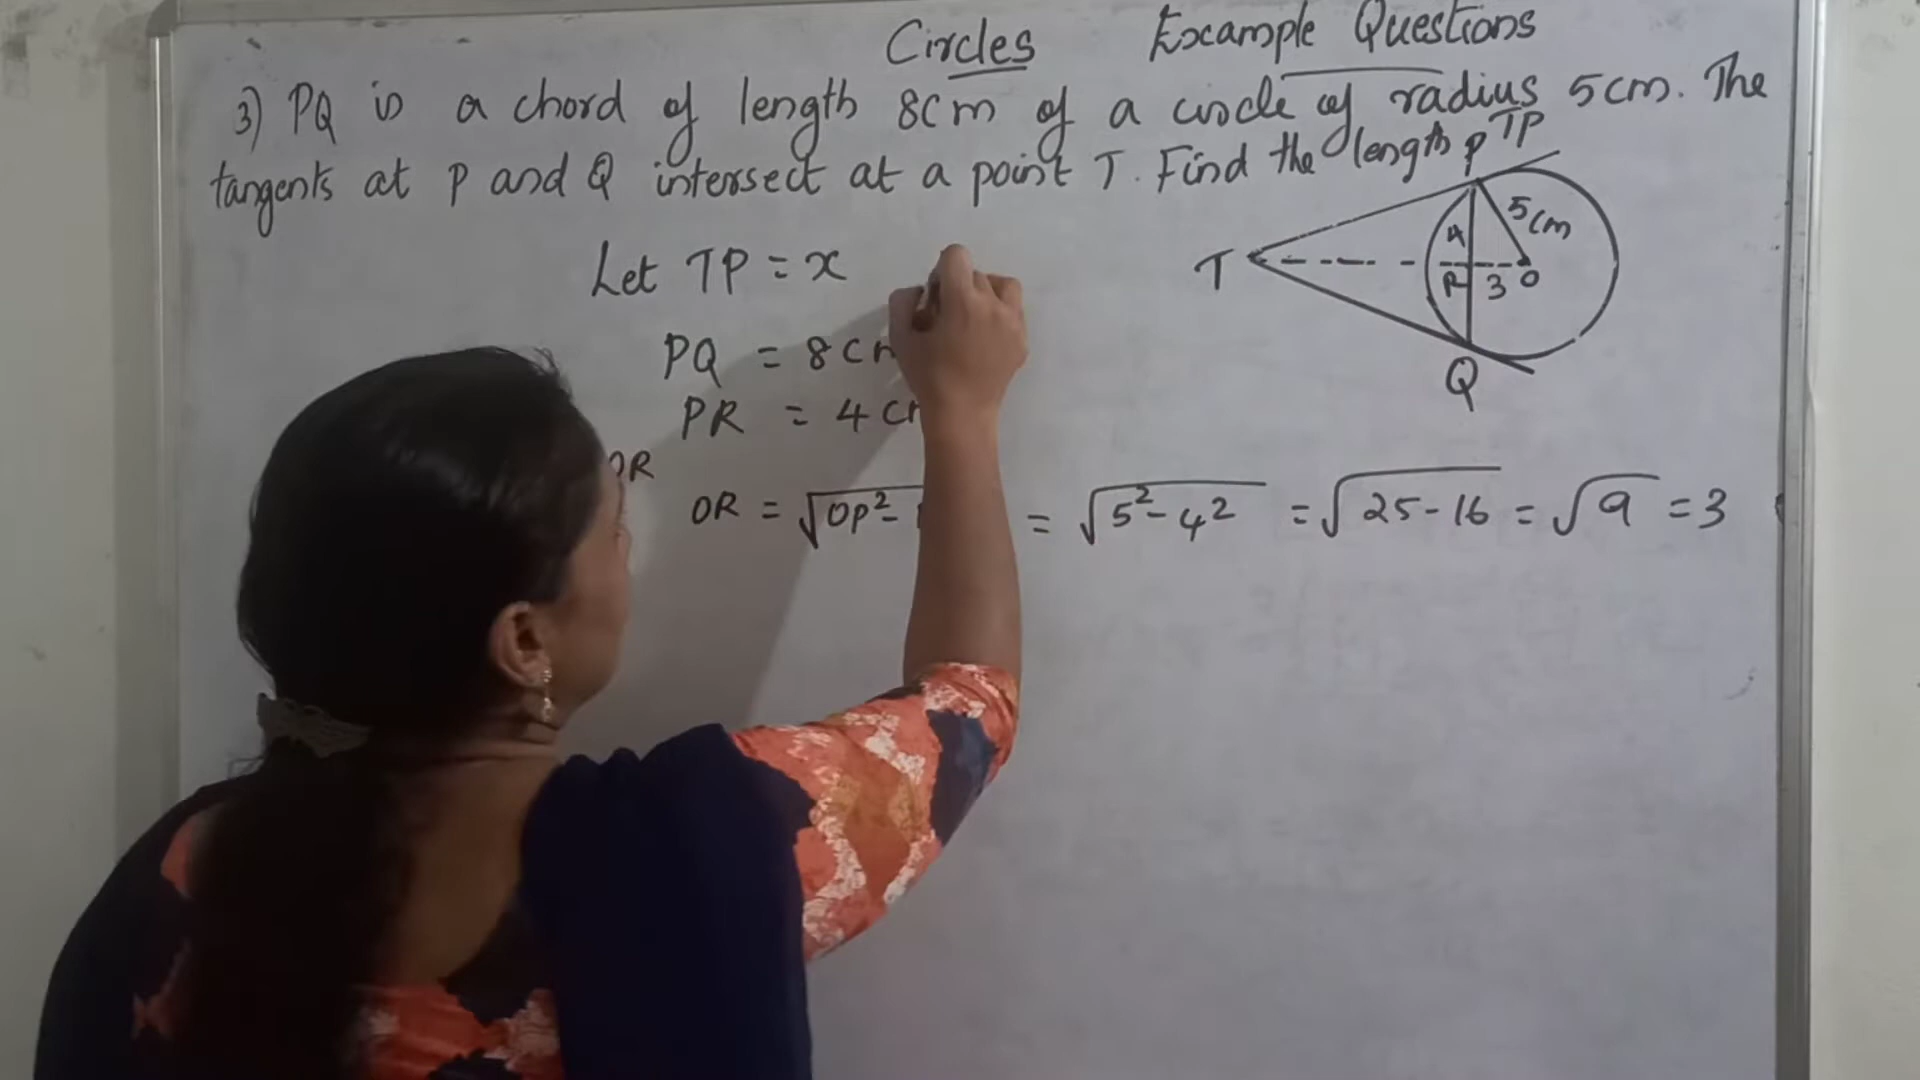 Circles Example Questions
3) PQ is a chord of length 8cm of a circle of radius 5cm. The
tangents at P and Q intersect at a point T. Find the length TP
Let TP = x
PQ = 8cm
PR = 4 cm
OR
OR = √OP²- = √5²-4² = √25-16 = √9 = 3
P
5cm
4
T
R 3 O
Q